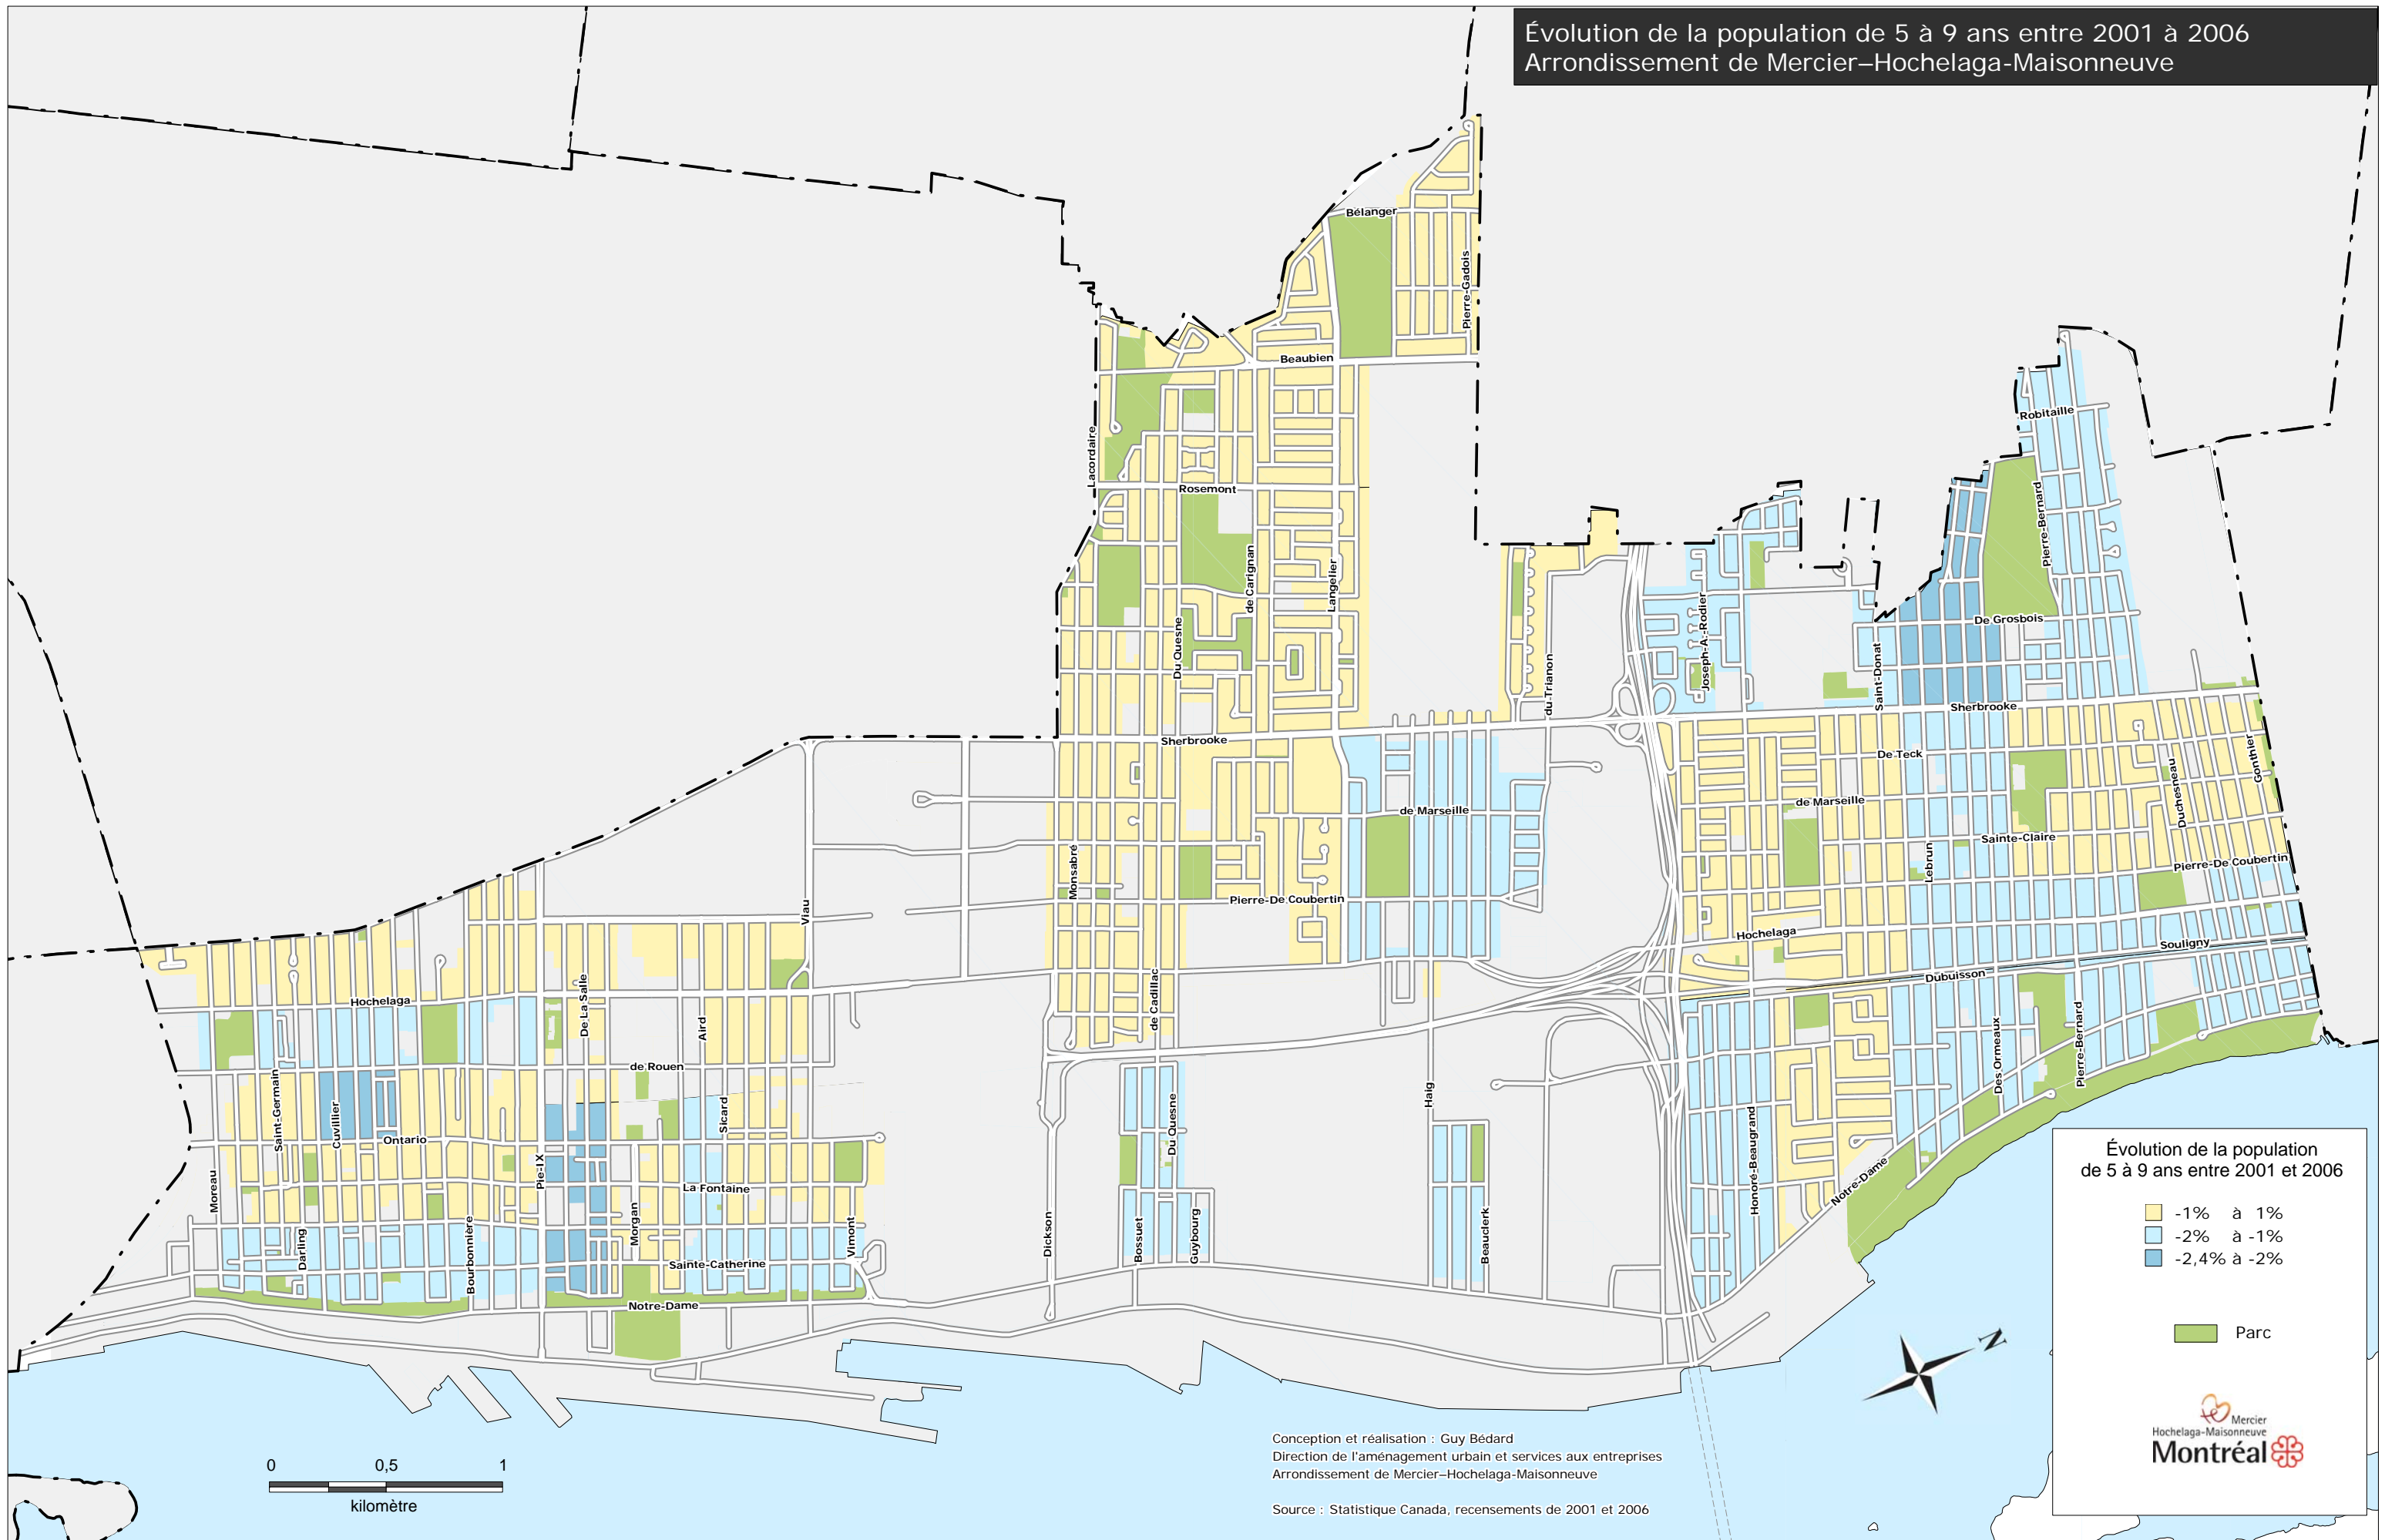 Évolution de la population de 5 à 9 ans entre 2001 à 2006
Arrondissement de Mercier–Hochelaga-Maisonneuve
Bélanger
Pierre-Gadois
Beaubien
Lacordaire
Rosemont
de Carignan
Langelier
Du Quesne
du Trianon
Joseph-A.-Rodier
Saint-Donat
Robitaille
Pierre-Bernard
De Grosbois
Sherbrooke
Sherbrooke
De Teck
Gonthier
Duchesneau
de Marseille
de Marseille
Sainte-Claire
Lebrun
Pierre-De Coubertin
Monsabré
Pierre-De Coubertin
Viau
Hochelaga
Souligny
Dubuisson
Hochelaga
De La Salle
Aird
de Cadillac
de Rouen
Des Ormeaux
Pierre-Bernard
Saint-Germain
Cuvillier
Ontario
Sicard
Du Quesne
Haig
Honoré-Beaugrand
Notre-Dame
Moreau
Pie-IX
La Fontaine
Morgan
Darling
Bourbonnière
Vimont
Sainte-Catherine
Dickson
Bossuet
Guybourg
Beauclerk
Notre-Dame
Évolution de la population
de 5 à 9 ans entre 2001 et 2006
-1% à 1%
-2% à -1%
-2,4% à -2%
Parc
N
Mercier
Hochelaga-Maisonneuve
Montréal
0 0,5 1
kilomètre
Conception et réalisation : Guy Bédard
Direction de l'aménagement urbain et services aux entreprises
Arrondissement de Mercier–Hochelaga-Maisonneuve
Source : Statistique Canada, recensements de 2001 et 2006